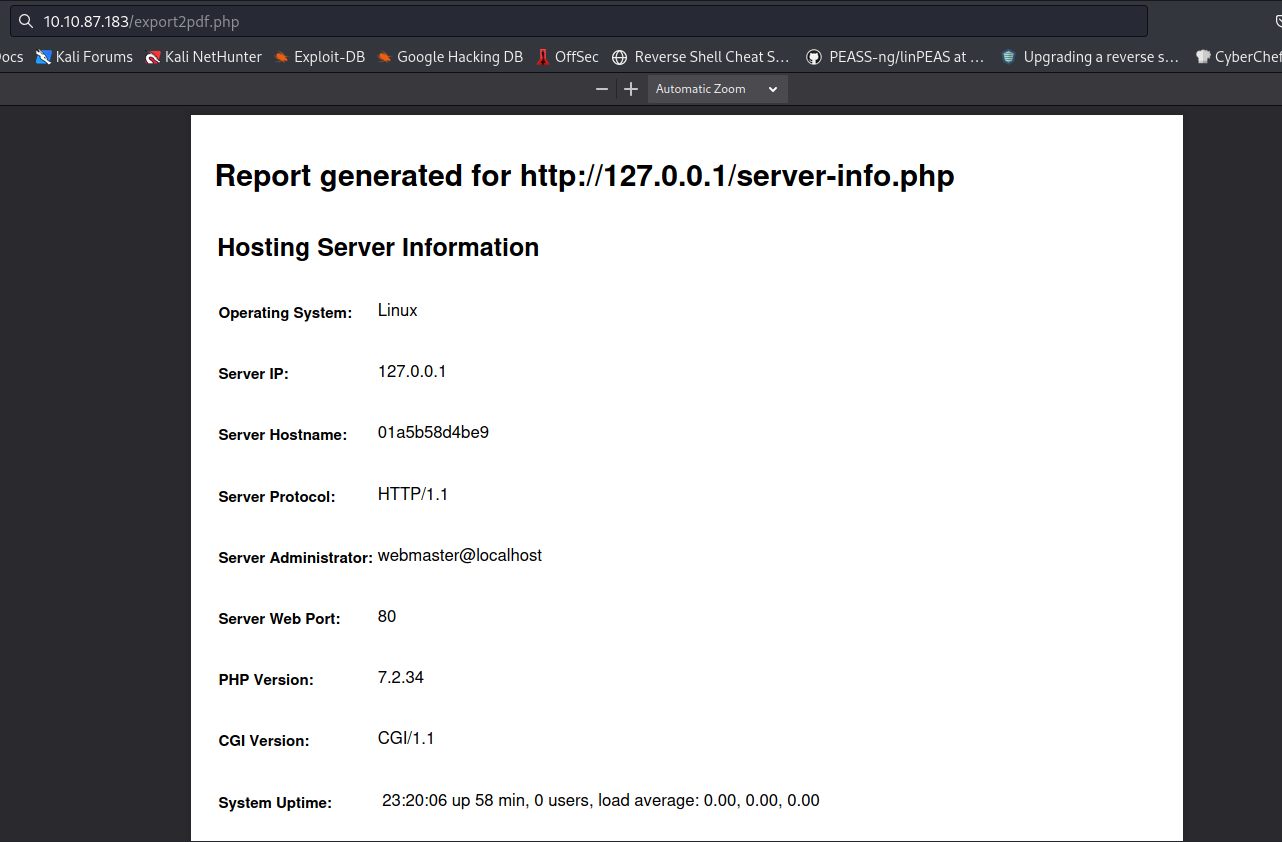 10.10.87.183/export2pdf.php
ocs Kali Forums Kali NetHunter Exploit-DB Google Hacking DB OffSec Reverse Shell Cheat S... PEASS-ng/linPEAS at ... Upgrading a reverse s... CyberChef
Automatic Zoom
Report generated for http://127.0.0.1/server-info.php
Hosting Server Information
Operating System: Linux
Server IP: 127.0.0.1
Server Hostname: 01a5b58d4be9
Server Protocol: HTTP/1.1
Server Administrator: webmaster@localhost
Server Web Port: 80
PHP Version: 7.2.34
CGI Version: CGI/1.1
System Uptime: 23:20:06 up 58 min, 0 users, load average: 0.00, 0.00, 0.00